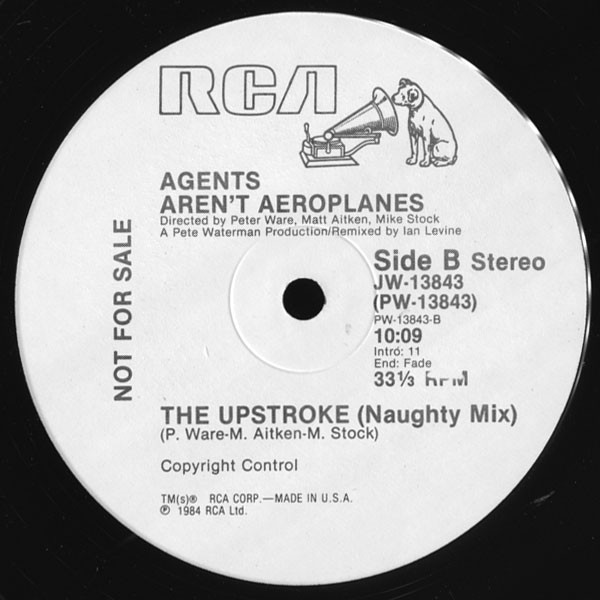 RCA
AGENTS
AREN'T AEROPLANES
Directed by Peter Ware, Matt Aitken, Mike Stock
A Pete Waterman Production/Remixed by Ian Levine
NOT FOR SALE
Side B Stereo
JW-13843
(PW-13843)
PW-13843-B
10:09
Intro: 11
End: Fade
33⅓ RPM
THE UPSTROKE (Naughty Mix)
(P. Ware-M. Aitken-M. Stock)
Copyright Control
TM(s)® RCA CORP.—MADE IN U.S.A.
℗ 1984 RCA Ltd.